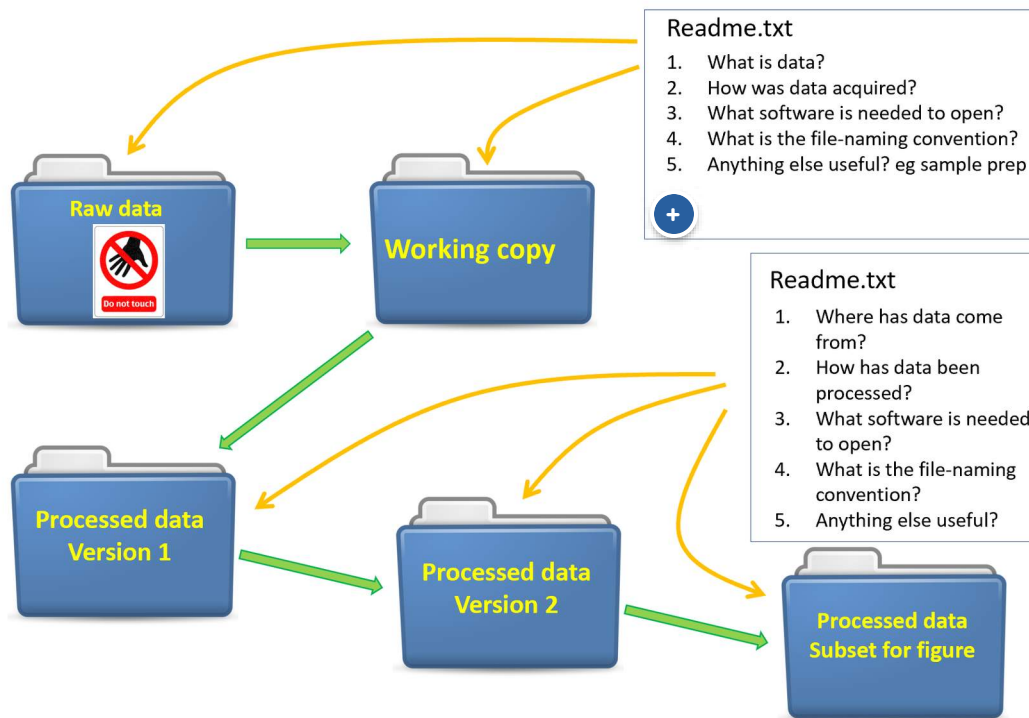 Readme.txt
1. What is data?
2. How was data acquired?
3. What software is needed to open?
4. What is the file-naming convention?
5. Anything else useful? eg sample prep
+
Raw data
Do not touch
Working copy
Readme.txt
1. Where has data come
from?
2. How has data been
processed?
3. What software is needed
to open?
4. What is the file-naming
convention?
5. Anything else useful?
Processed data
Version 1
Processed data
Version 2
Processed data
Subset for figure